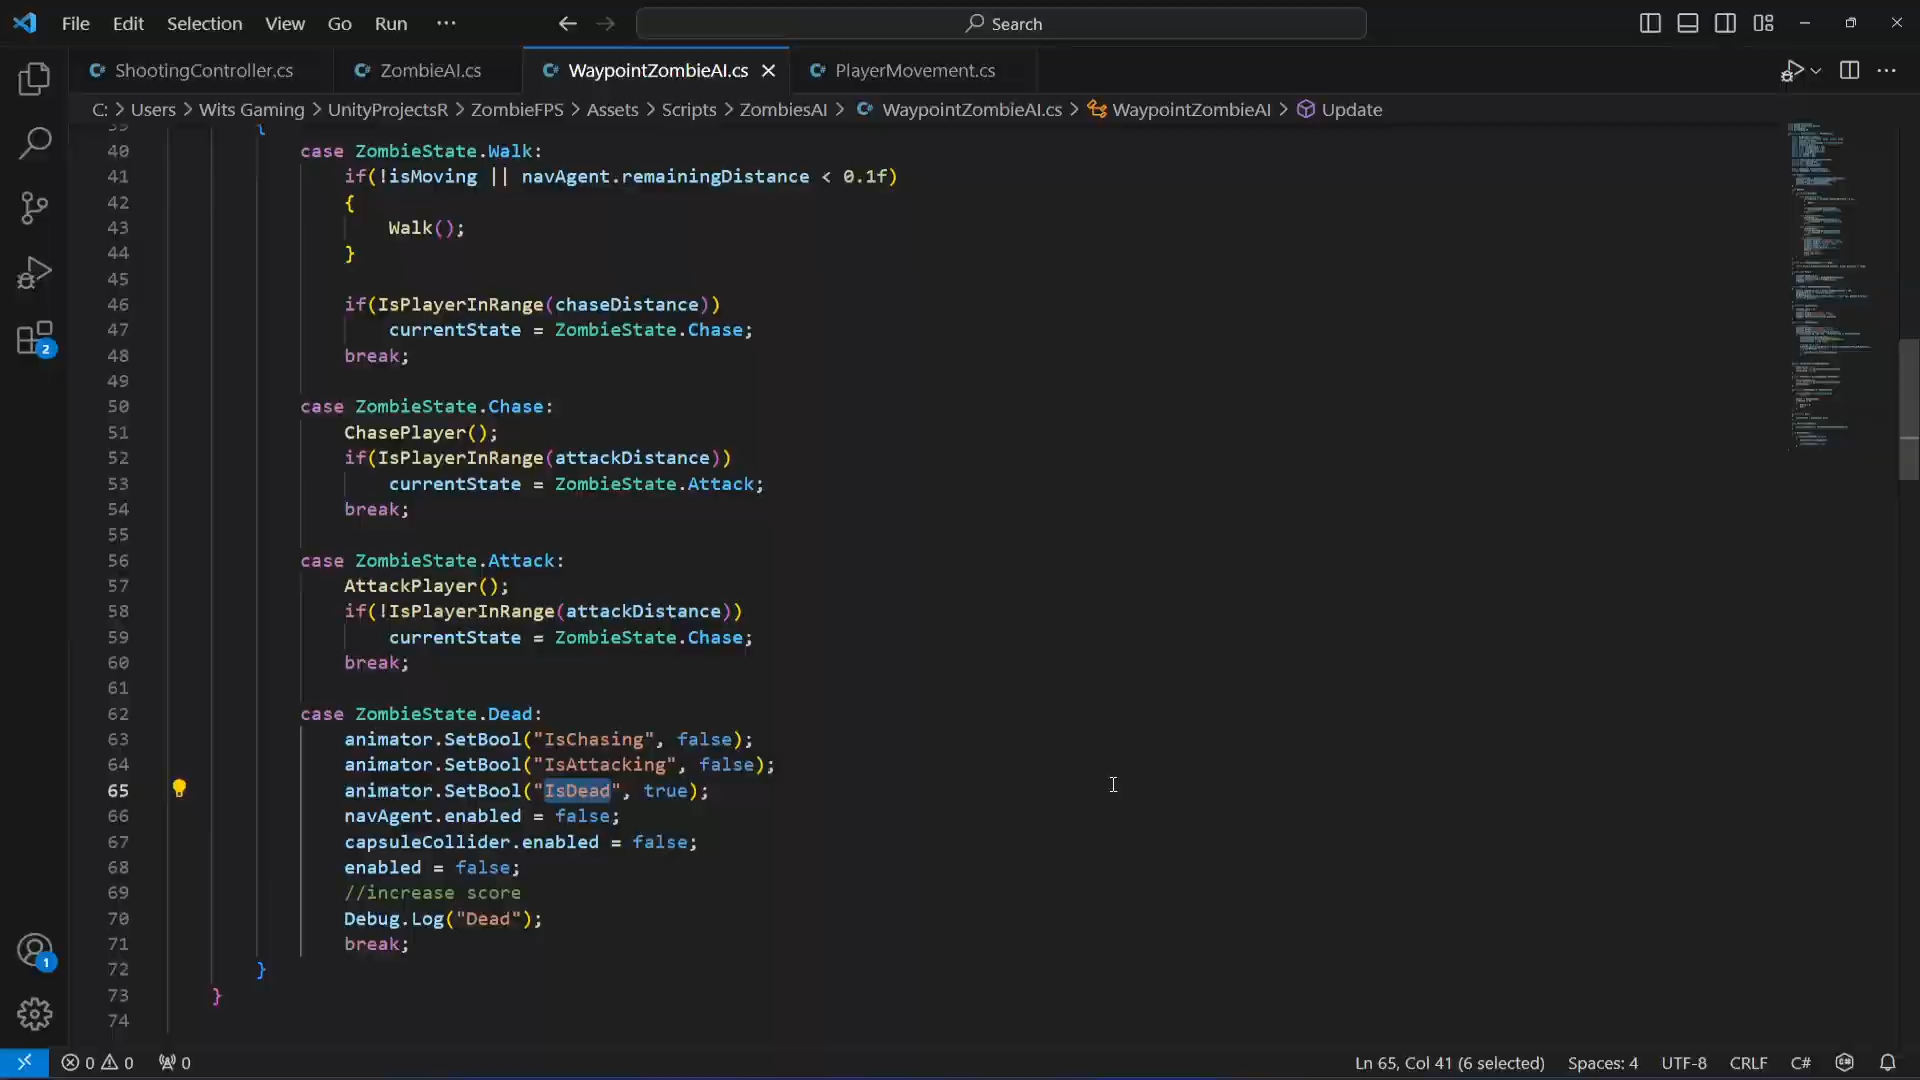 File Edit Selection View Go Run ··· Search
ShootingController.cs ZombieAI.cs WaypointZombieAI.cs PlayerMovement.cs
C: > Users > Wits Gaming > UnityProjectsR > ZombieFPS > Assets > Scripts > ZombiesAI > WaypointZombieAI.cs > WaypointZombieAI > Update
39 {
40 case ZombieState.Walk:
41 if(!isMoving || navAgent.remainingDistance < 0.1f)
42 {
43 Walk();
44 }
45
46 if(IsPlayerInRange(chaseDistance))
47 currentState = ZombieState.Chase;
48 break;
49
50 case ZombieState.Chase:
51 ChasePlayer();
52 if(IsPlayerInRange(attackDistance))
53 currentState = ZombieState.Attack;
54 break;
55
56 case ZombieState.Attack:
57 AttackPlayer();
58 if(!IsPlayerInRange(attackDistance))
59 currentState = ZombieState.Chase;
60 break;
61
62 case ZombieState.Dead:
63 animator.SetBool("IsChasing", false);
64 animator.SetBool("IsAttacking", false);
65 animator.SetBool("IsDead", true);
66 navAgent.enabled = false;
67 capsuleCollider.enabled = false;
68 enabled = false;
69 //increase score
70 Debug.Log("Dead");
71 break;
72 }
73 }
74
2
1
0 0 0 Ln 65, Col 41 (6 selected) Spaces: 4 UTF-8 CRLF C#